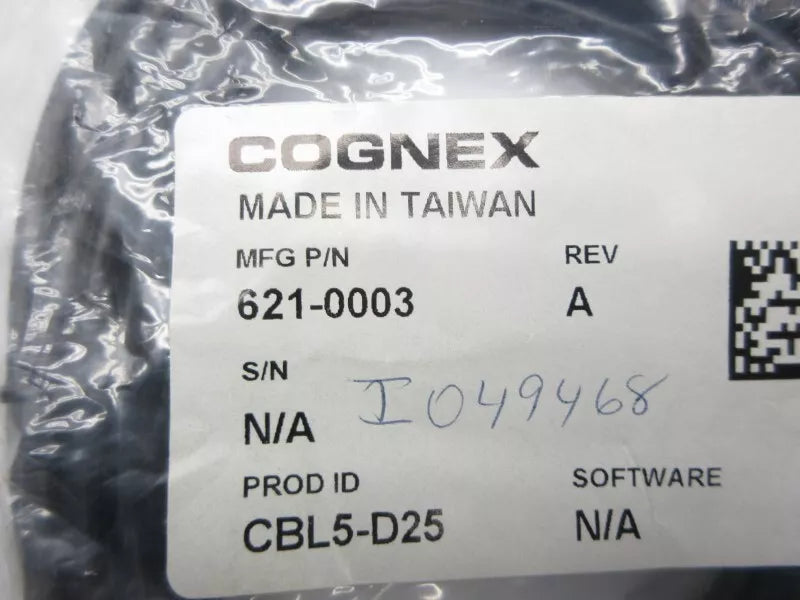 COGNEX
MADE IN TAIWAN
MFG P/N REV
621-0003 A
S/N
N/A I049468
PROD ID SOFTWARE
CBL5-D25 N/A